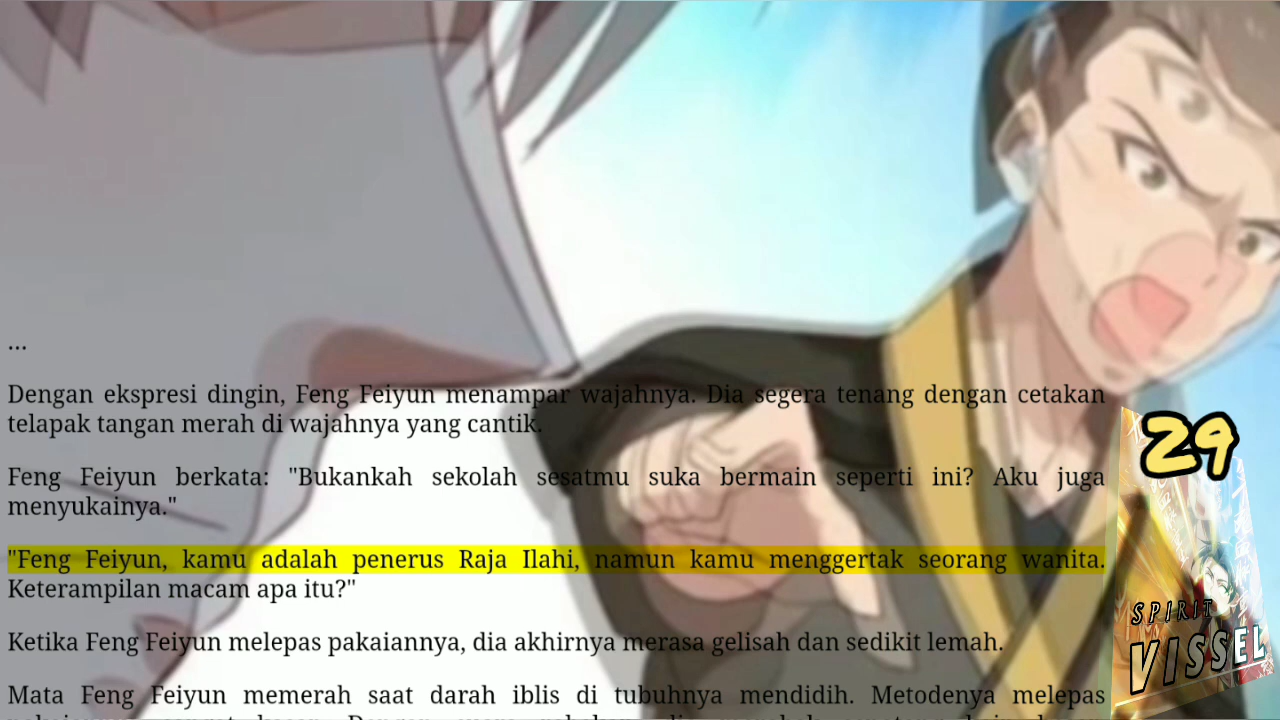 ...
Dengan ekspresi dingin, Feng Feiyun menampar wajahnya. Dia segera tenang dengan cetakan
telapak tangan merah di wajahnya yang cantik.
Feng Feiyun berkata: "Bukankah sekolah sesatmu suka bermain seperti ini? Aku juga
menyukainya."
"Feng Feiyun, kamu adalah penerus Raja Ilahi, namun kamu menggertak seorang wanita.
Keterampilan macam apa itu?"
Ketika Feng Feiyun melepas pakaiannya, dia akhirnya merasa gelisah dan sedikit lemah.
Mata Feng Feiyun memerah saat darah iblis di tubuhnya mendidih. Metodenya melepas
29
SPIRIT
VISSEL